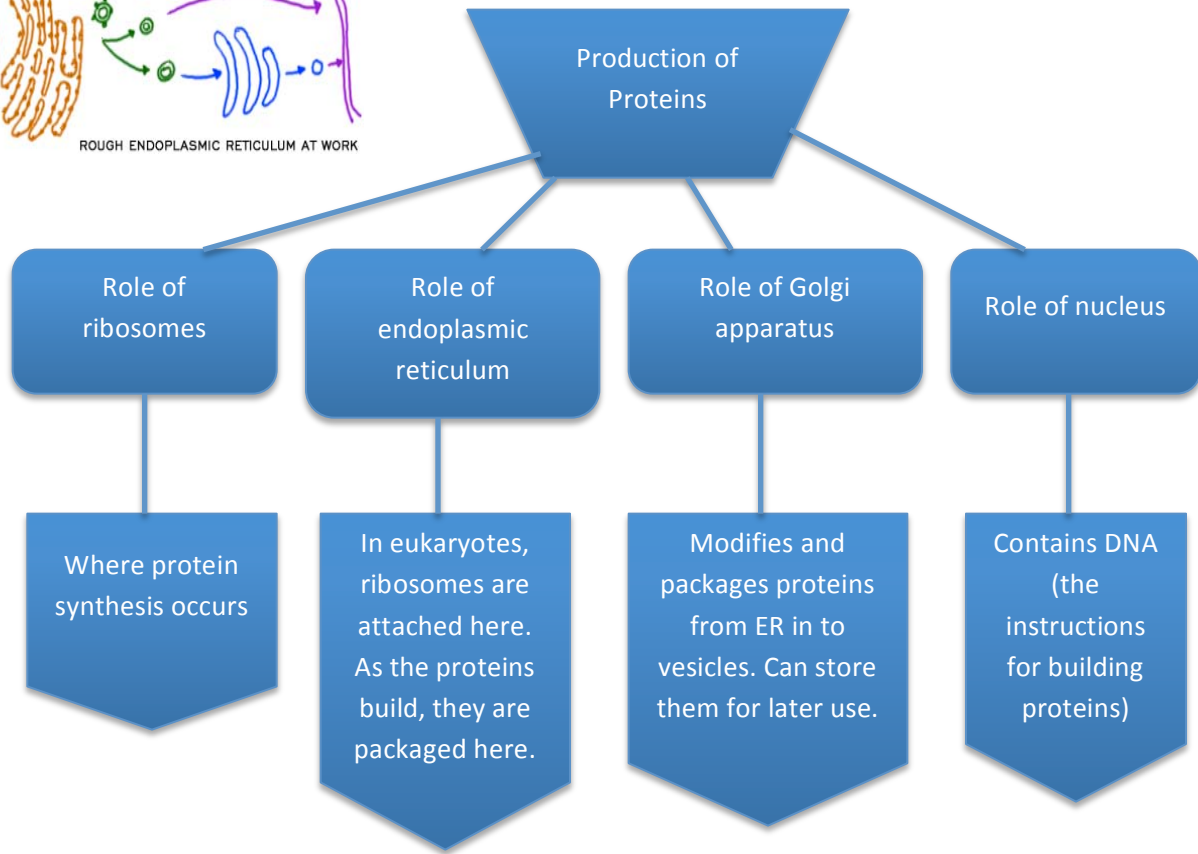 ROUGH ENDOPLASMIC RETICULUM AT WORK
Production of
Proteins
Role of
ribosomes
Role of
endoplasmic
reticulum
Role of Golgi
apparatus
Role of nucleus
Where protein
synthesis occurs
In eukaryotes,
ribosomes are
attached here.
As the proteins
build, they are
packaged here.
Modifies and
packages proteins
from ER in to
vesicles. Can store
them for later use.
Contains DNA
(the
instructions
for building
proteins)